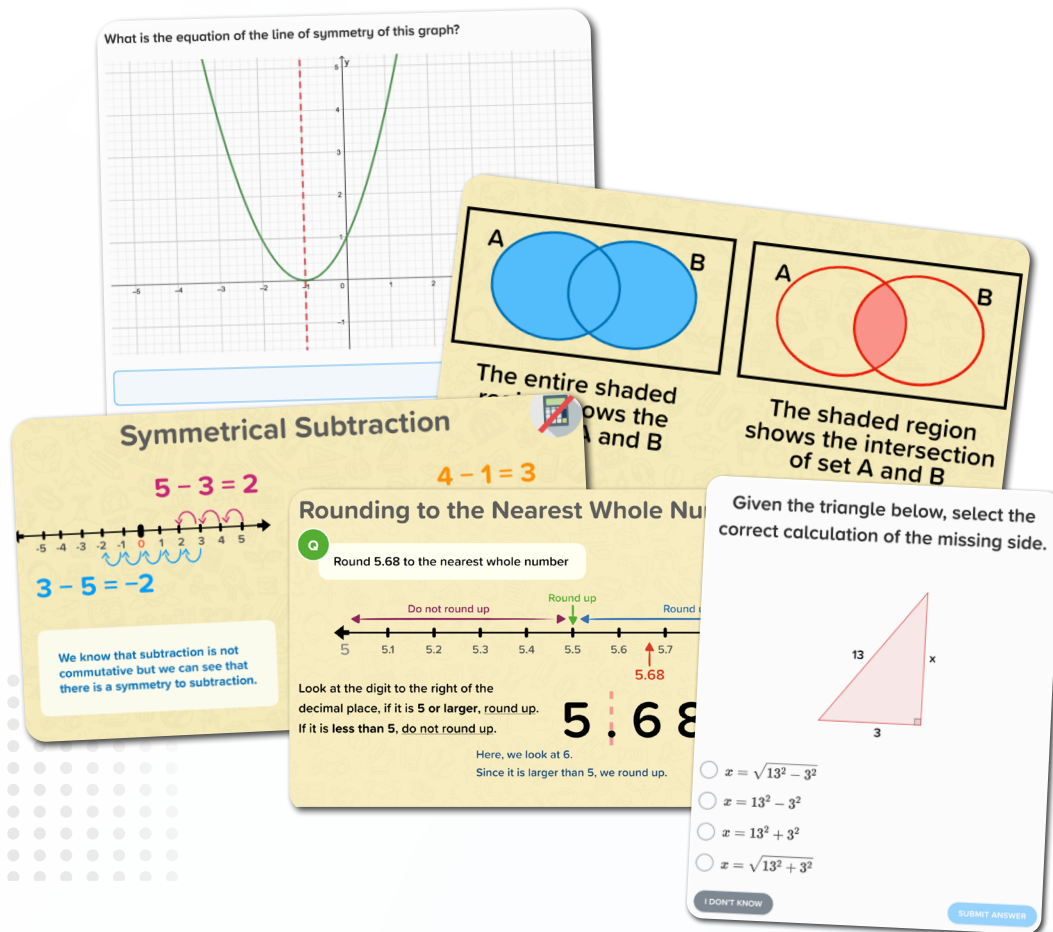 What is the equation of the line of symmetry of this graph?
y
5
4
3
2
1
-5 -4 -3 -2 -1 0 1 2
-1
A
B
The entire shaded
ows the
A and B
A
B
The shaded region
shows the intersection
of set A and B
Symmetrical Subtraction
5 − 3 = 2
4 − 1 = 3
-5 -4 -3 -2 -1 0 1 2 3 4 5
3 − 5 = −2
We know that subtraction is not
commutative but we can see that
there is a symmetry to subtraction.
Rounding to the Nearest Whole Nu
Q
Round 5.68 to the nearest whole number
Round up
Do not round up
Round
5 5.1 5.2 5.3 5.4 5.5 5.6 5.7
5.68
Look at the digit to the right of the
decimal place, if it is 5 or larger, round up.
If it is less than 5, do not round up.
5.68
Here, we look at 6.
Since it is larger than 5, we round up.
Given the triangle below, select the
correct calculation of the missing side.
13
x
3
x = √(13² − 3²)
x = 13² − 3²
x = 13² + 3²
x = √(13² + 3²)
I DON'T KNOW
SUBMIT ANSWER